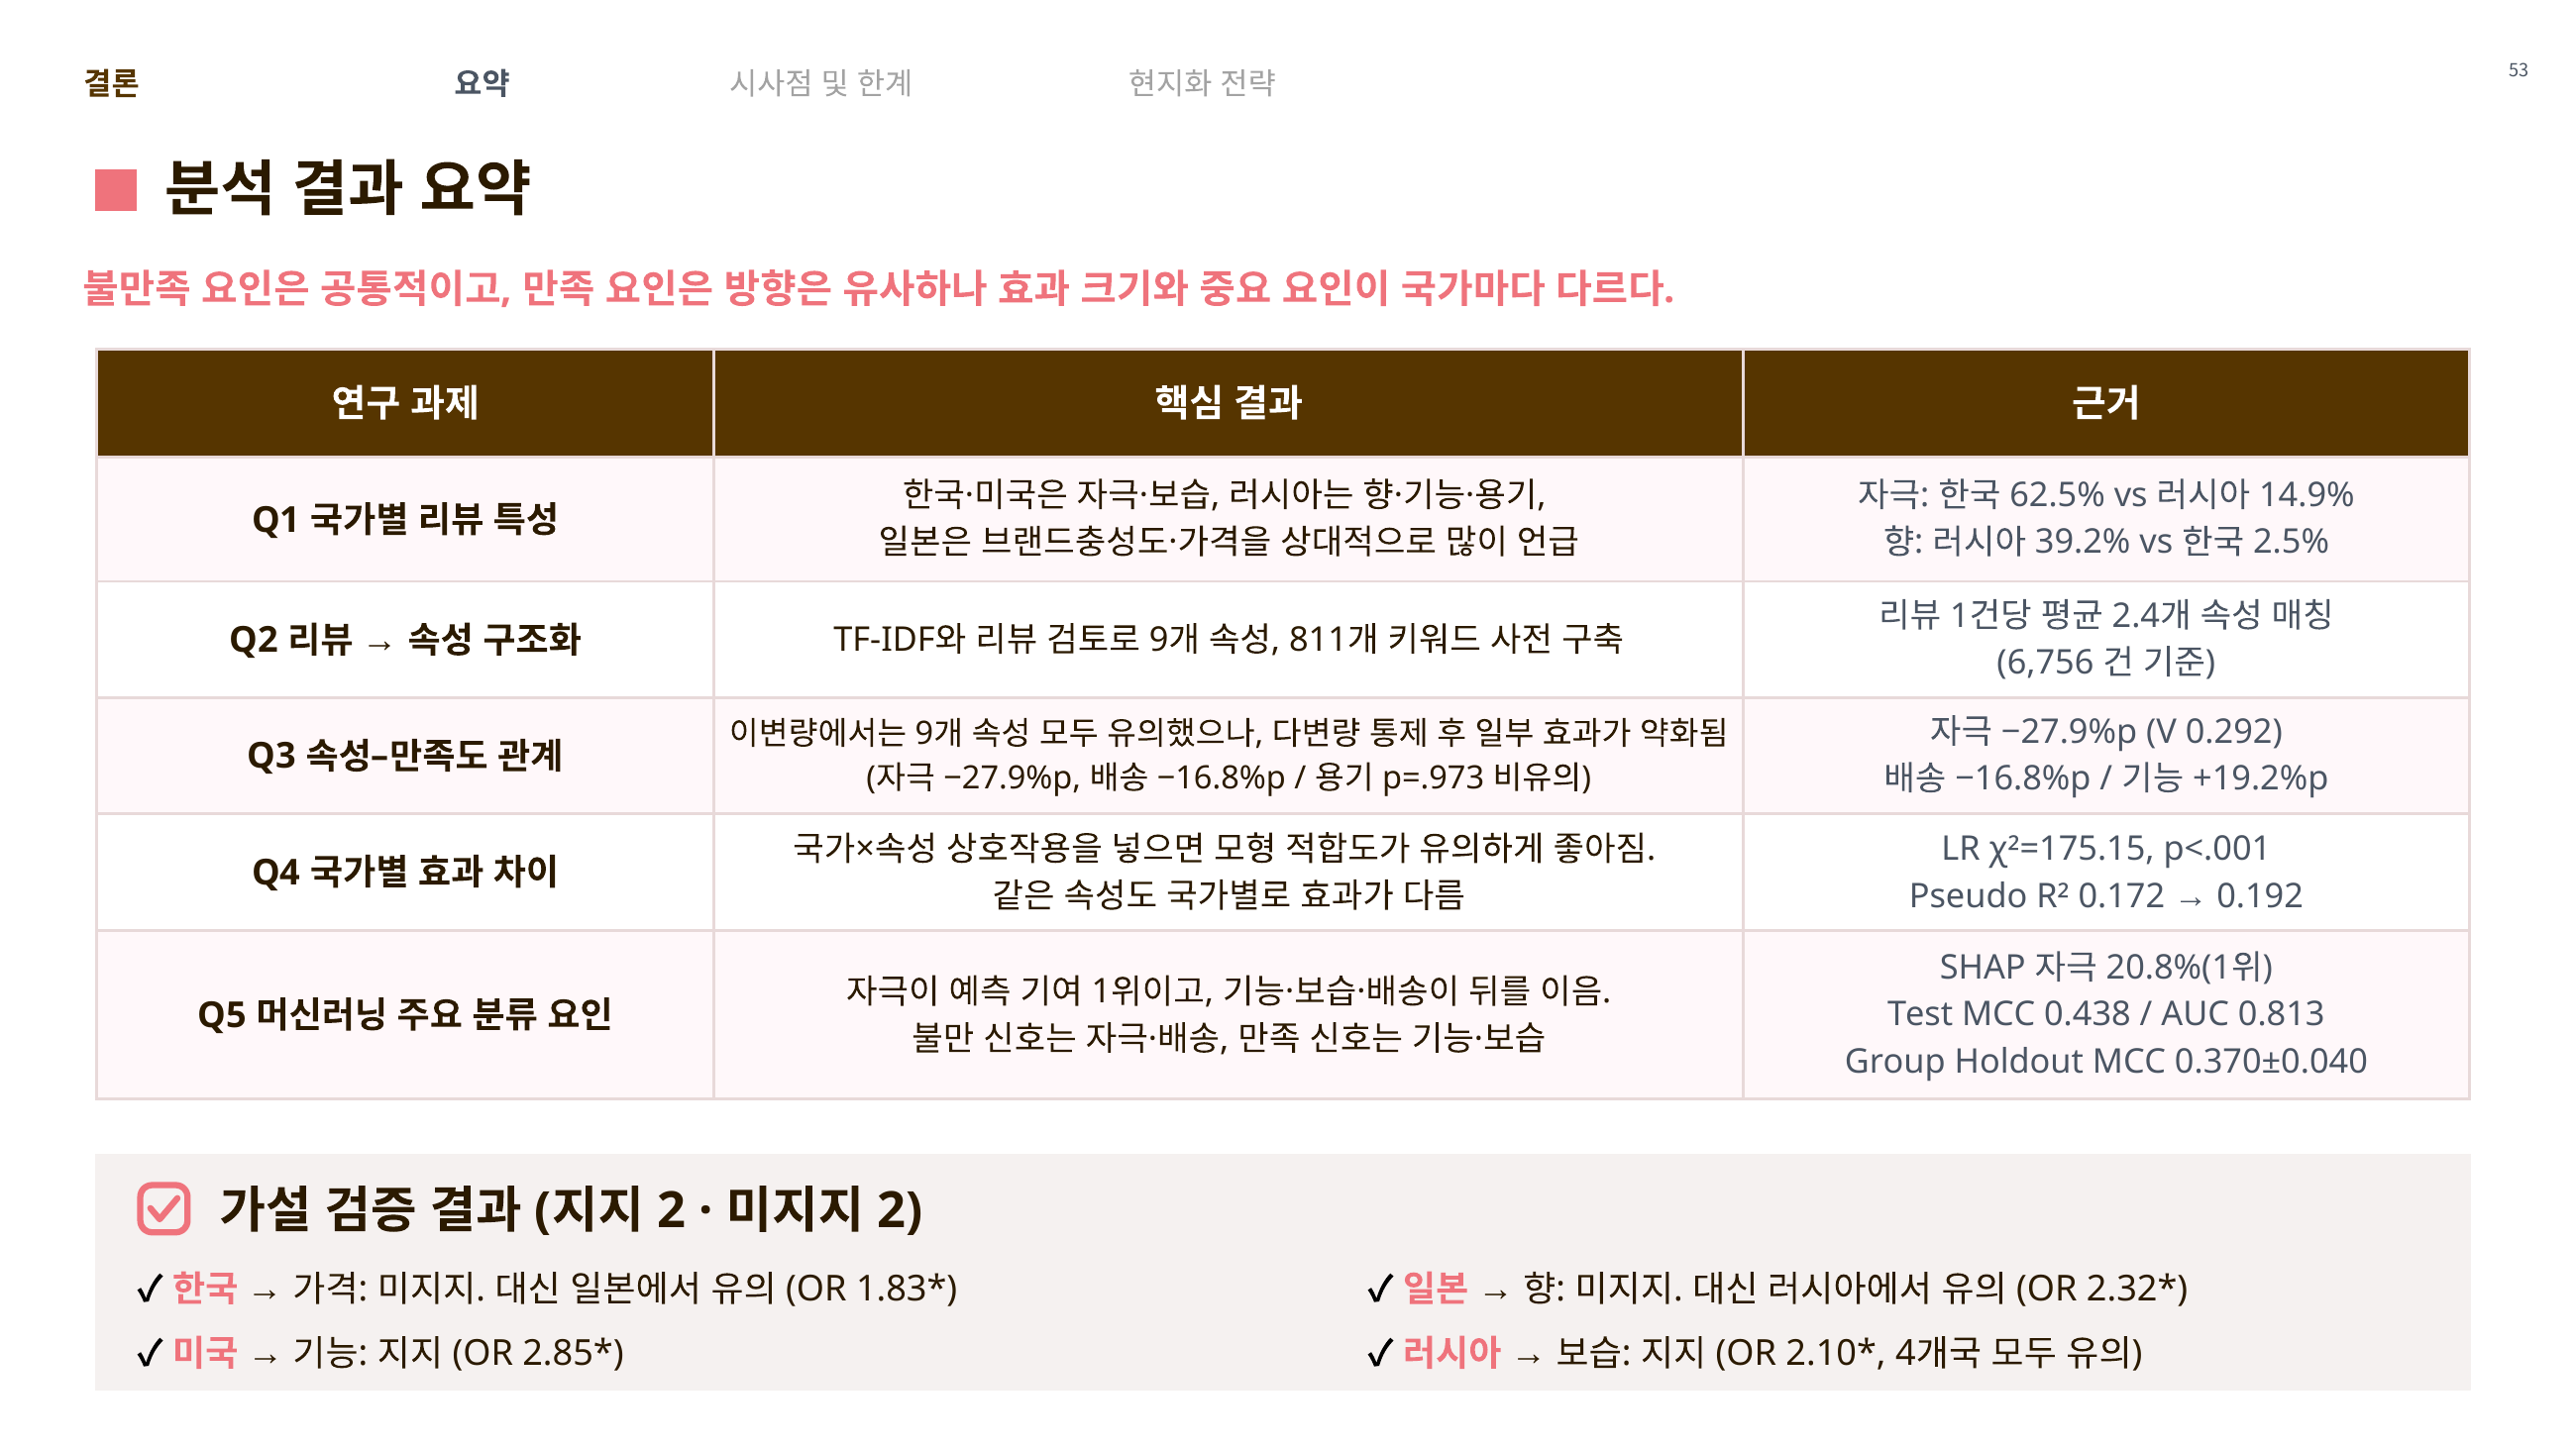 결론 요약 시사점 및 한계 현지화 전략 53
분석 결과 요약
불만족 요인은 공통적이고, 만족 요인은 방향은 유사하나 효과 크기와 중요 요인이 국가마다 다르다.
연구 과제 핵심 결과 근거
Q1 국가별 리뷰 특성
한국·미국은 자극·보습, 러시아는 향·기능·용기,
일본은 브랜드충성도·가격을 상대적으로 많이 언급
자극: 한국 62.5% vs 러시아 14.9%
향: 러시아 39.2% vs 한국 2.5%
Q2 리뷰 → 속성 구조화
TF-IDF와 리뷰 검토로 9개 속성, 811개 키워드 사전 구축
리뷰 1건당 평균 2.4개 속성 매칭
(6,756 건 기준)
Q3 속성–만족도 관계
이변량에서는 9개 속성 모두 유의했으나, 다변량 통제 후 일부 효과가 약화됨
(자극 −27.9%p, 배송 −16.8%p / 용기 p=.973 비유의)
자극 −27.9%p (V 0.292)
배송 −16.8%p / 기능 +19.2%p
Q4 국가별 효과 차이
국가×속성 상호작용을 넣으면 모형 적합도가 유의하게 좋아짐.
같은 속성도 국가별로 효과가 다름
LR χ²=175.15, p<.001
Pseudo R² 0.172 → 0.192
Q5 머신러닝 주요 분류 요인
자극이 예측 기여 1위이고, 기능·보습·배송이 뒤를 이음.
불만 신호는 자극·배송, 만족 신호는 기능·보습
SHAP 자극 20.8%(1위)
Test MCC 0.438 / AUC 0.813
Group Holdout MCC 0.370±0.040
가설 검증 결과 (지지 2 · 미지지 2)
✓ 한국 → 가격: 미지지. 대신 일본에서 유의 (OR 1.83*)
✓ 미국 → 기능: 지지 (OR 2.85*)
✓ 일본 → 향: 미지지. 대신 러시아에서 유의 (OR 2.32*)
✓ 러시아 → 보습: 지지 (OR 2.10*, 4개국 모두 유의)